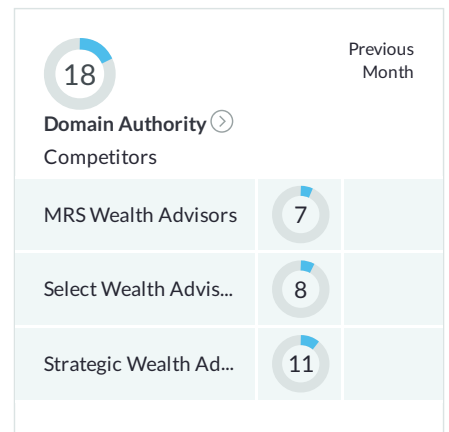 18
Previous
Month
Domain Authority
Competitors
MRS Wealth Advisors 7
Select Wealth Advis... 8
Strategic Wealth Ad... 11